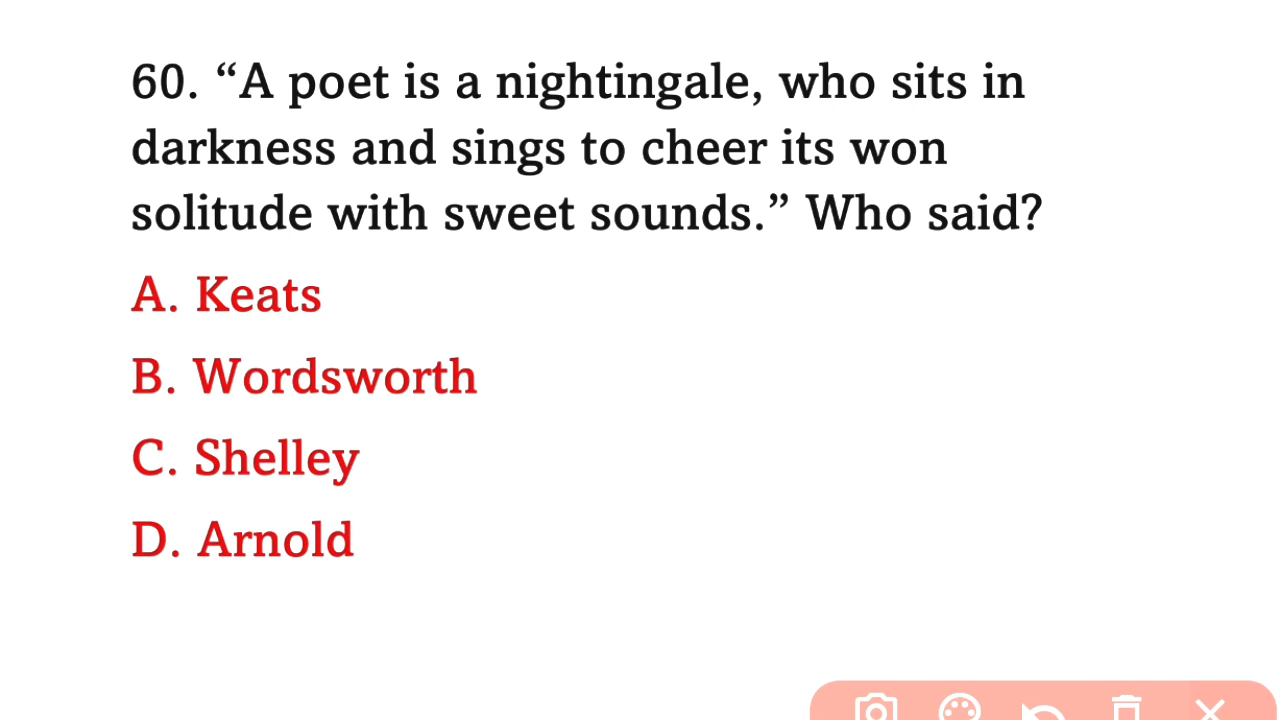 60. “A poet is a nightingale, who sits in
darkness and sings to cheer its won
solitude with sweet sounds.” Who said?
A. Keats
B. Wordsworth
C. Shelley
D. Arnold